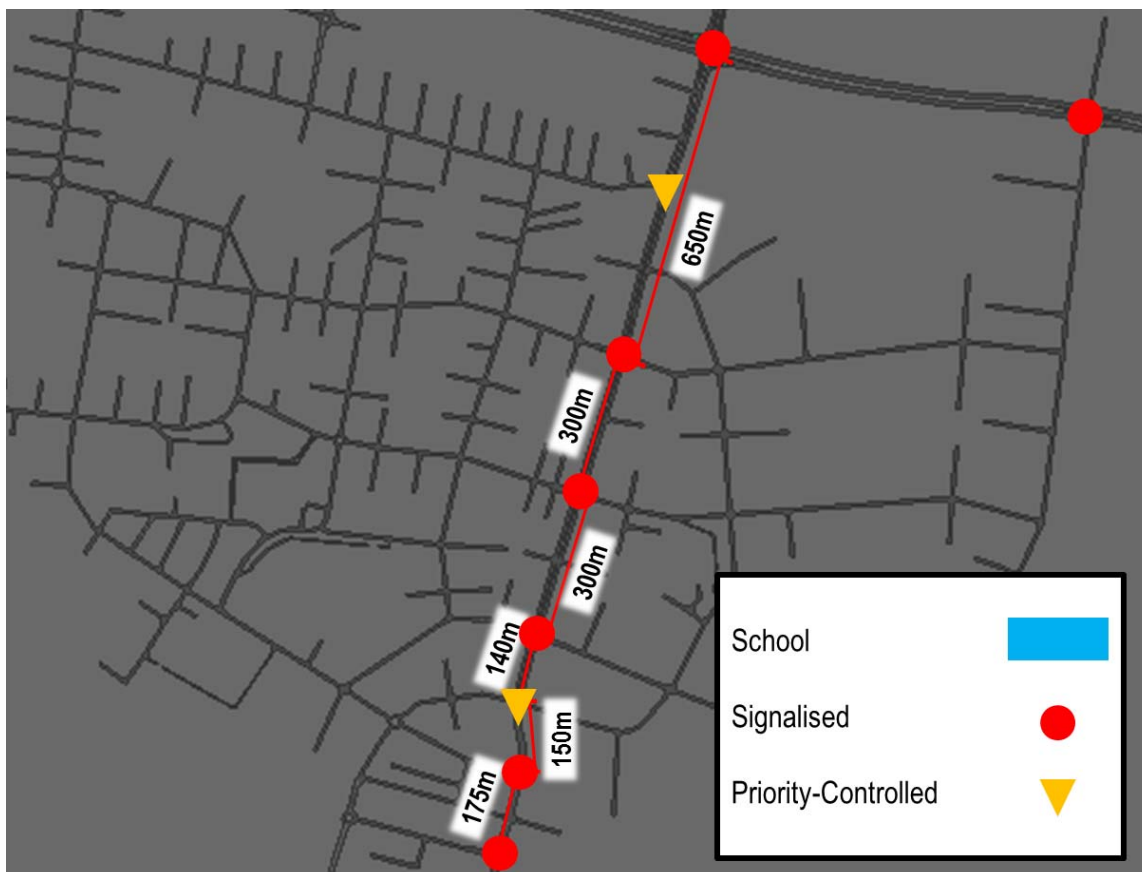 650m
300m
300m
140m
150m
175m
School
Signalised
Priority-Controlled